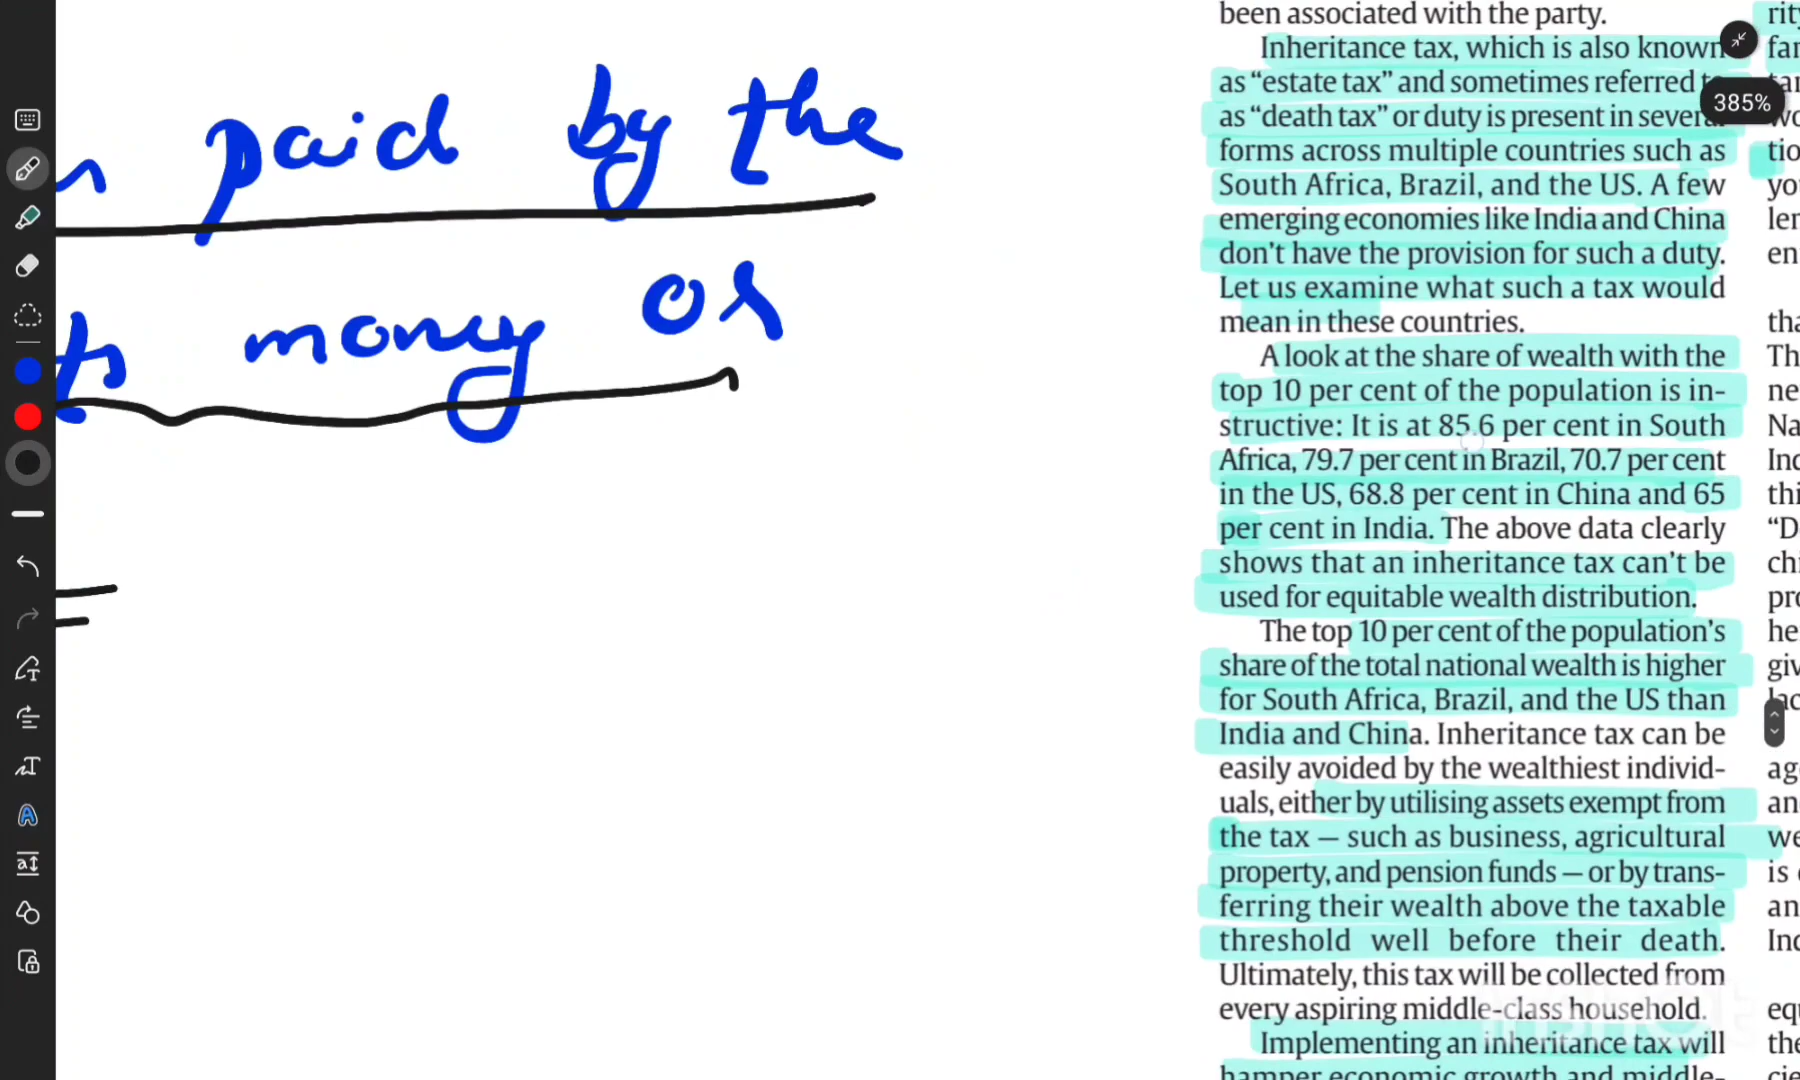 paid by the
money or
385%
been associated with the party.
Inheritance tax, which is also known
as “estate tax” and sometimes referred
as “death tax” or duty is present in several
forms across multiple countries such as
South Africa, Brazil, and the US. A few
emerging economies like India and China
don’t have the provision for such a duty.
Let us examine what such a tax would
mean in these countries.
A look at the share of wealth with the
top 10 per cent of the population is in-
structive: It is at 85.6 per cent in South
Africa, 79.7 per cent in Brazil, 70.7 per cent
in the US, 68.8 per cent in China and 65
per cent in India. The above data clearly
shows that an inheritance tax can’t be
used for equitable wealth distribution.
The top 10 per cent of the population’s
share of the total national wealth is higher
for South Africa, Brazil, and the US than
India and China. Inheritance tax can be
easily avoided by the wealthiest individ-
uals, either by utilising assets exempt from
the tax — such as business, agricultural
property, and pension funds — or by trans-
ferring their wealth above the taxable
threshold well before their death.
Ultimately, this tax will be collected from
every aspiring middle-class household.
Implementing an inheritance tax will
hamper economic growth and middle-